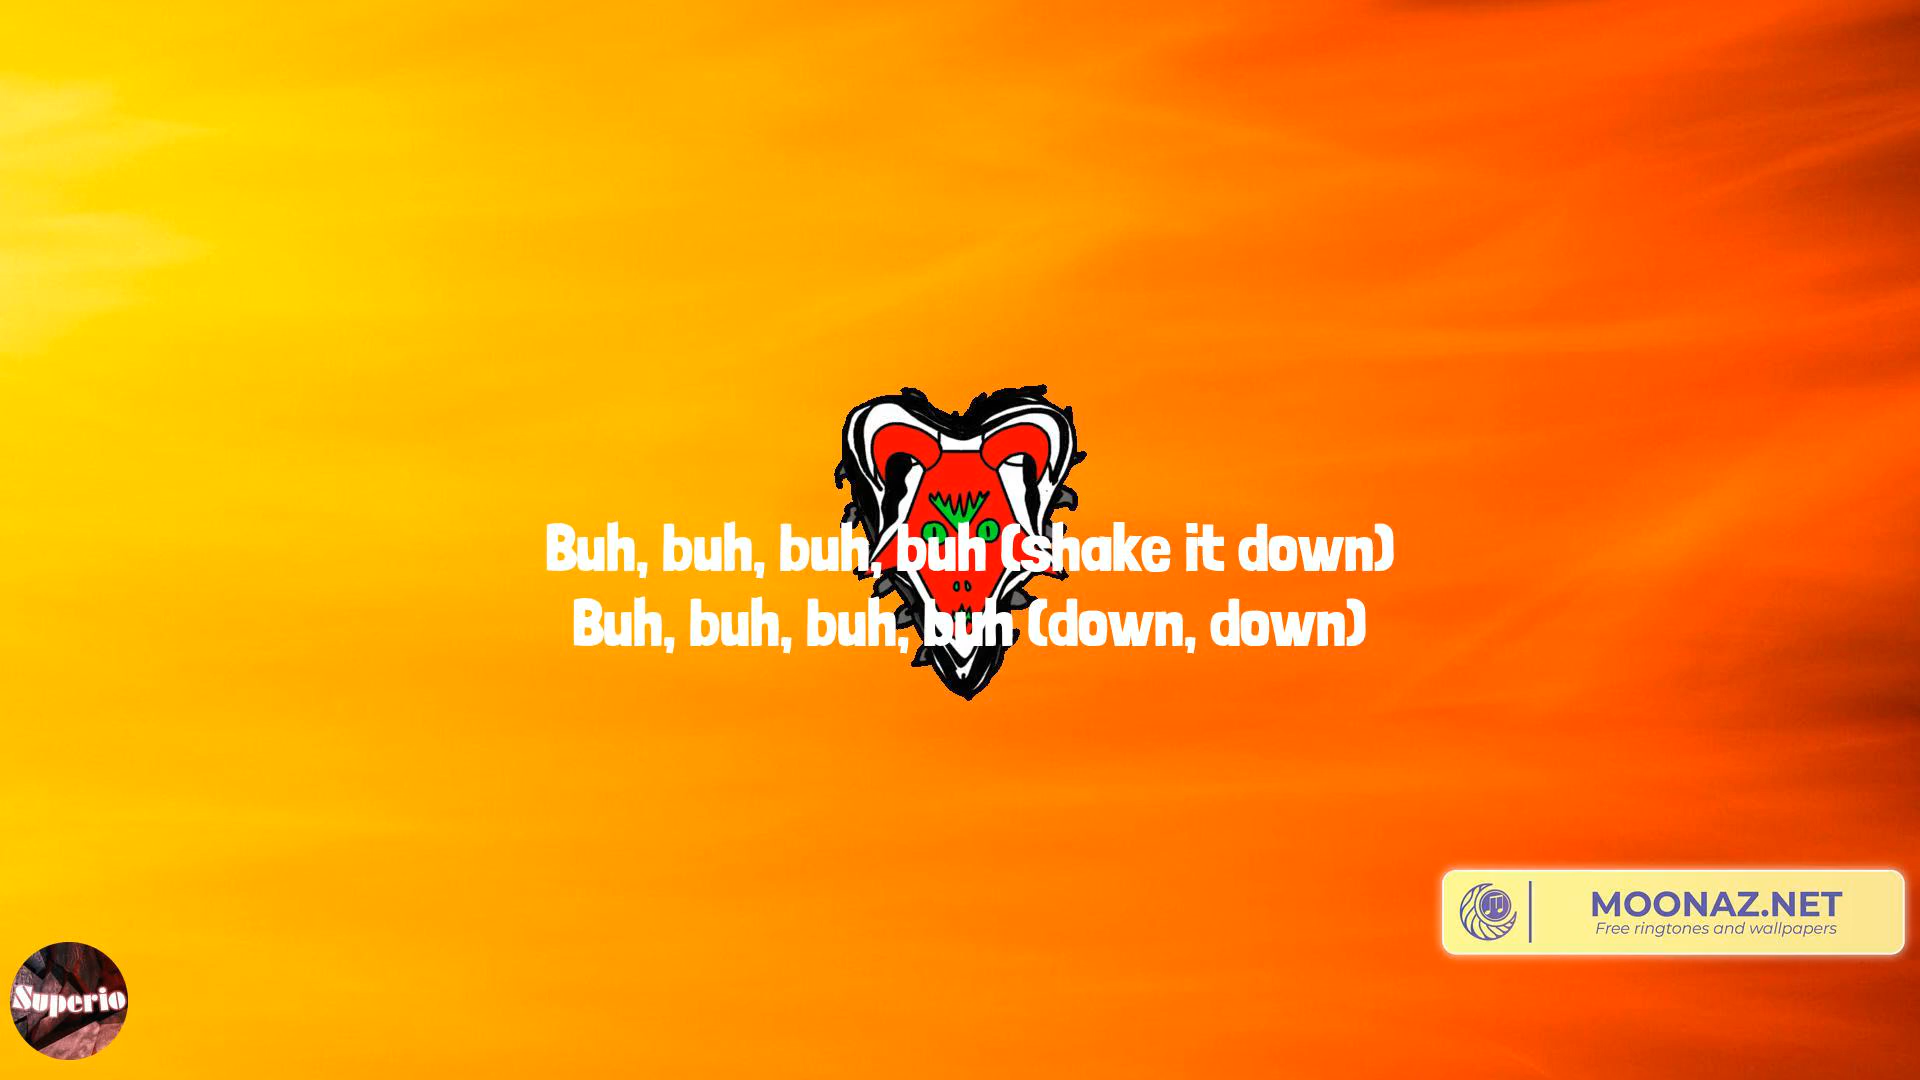 Buh, buh, buh, buh (shake it down)
Buh, buh, buh, buh (down, down)
MOONAZ.NET
Free ringtones and wallpapers
Superio